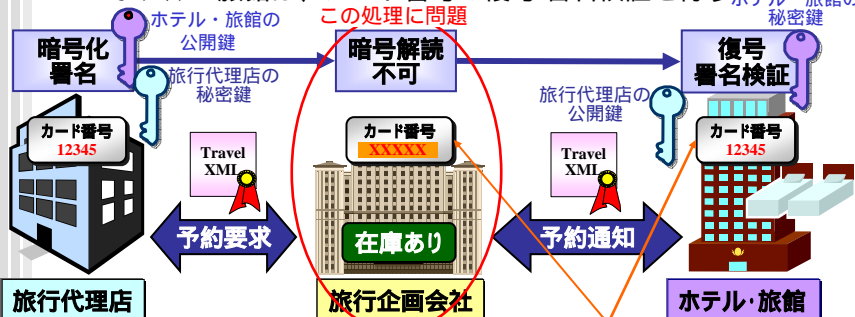 この処理に問題
ホテル・旅館の
公開鍵
秘密鍵
暗号化
署名
暗号解読
不可
復号
署名検証
旅行代理店の
秘密鍵
旅行代理店の
公開鍵
カード番号
12345
カード番号
XXXXX
カード番号
12345
Travel
XML
Travel
XML
予約要求
在庫あり
予約通知
旅行代理店
旅行企画会社
ホテル・旅館